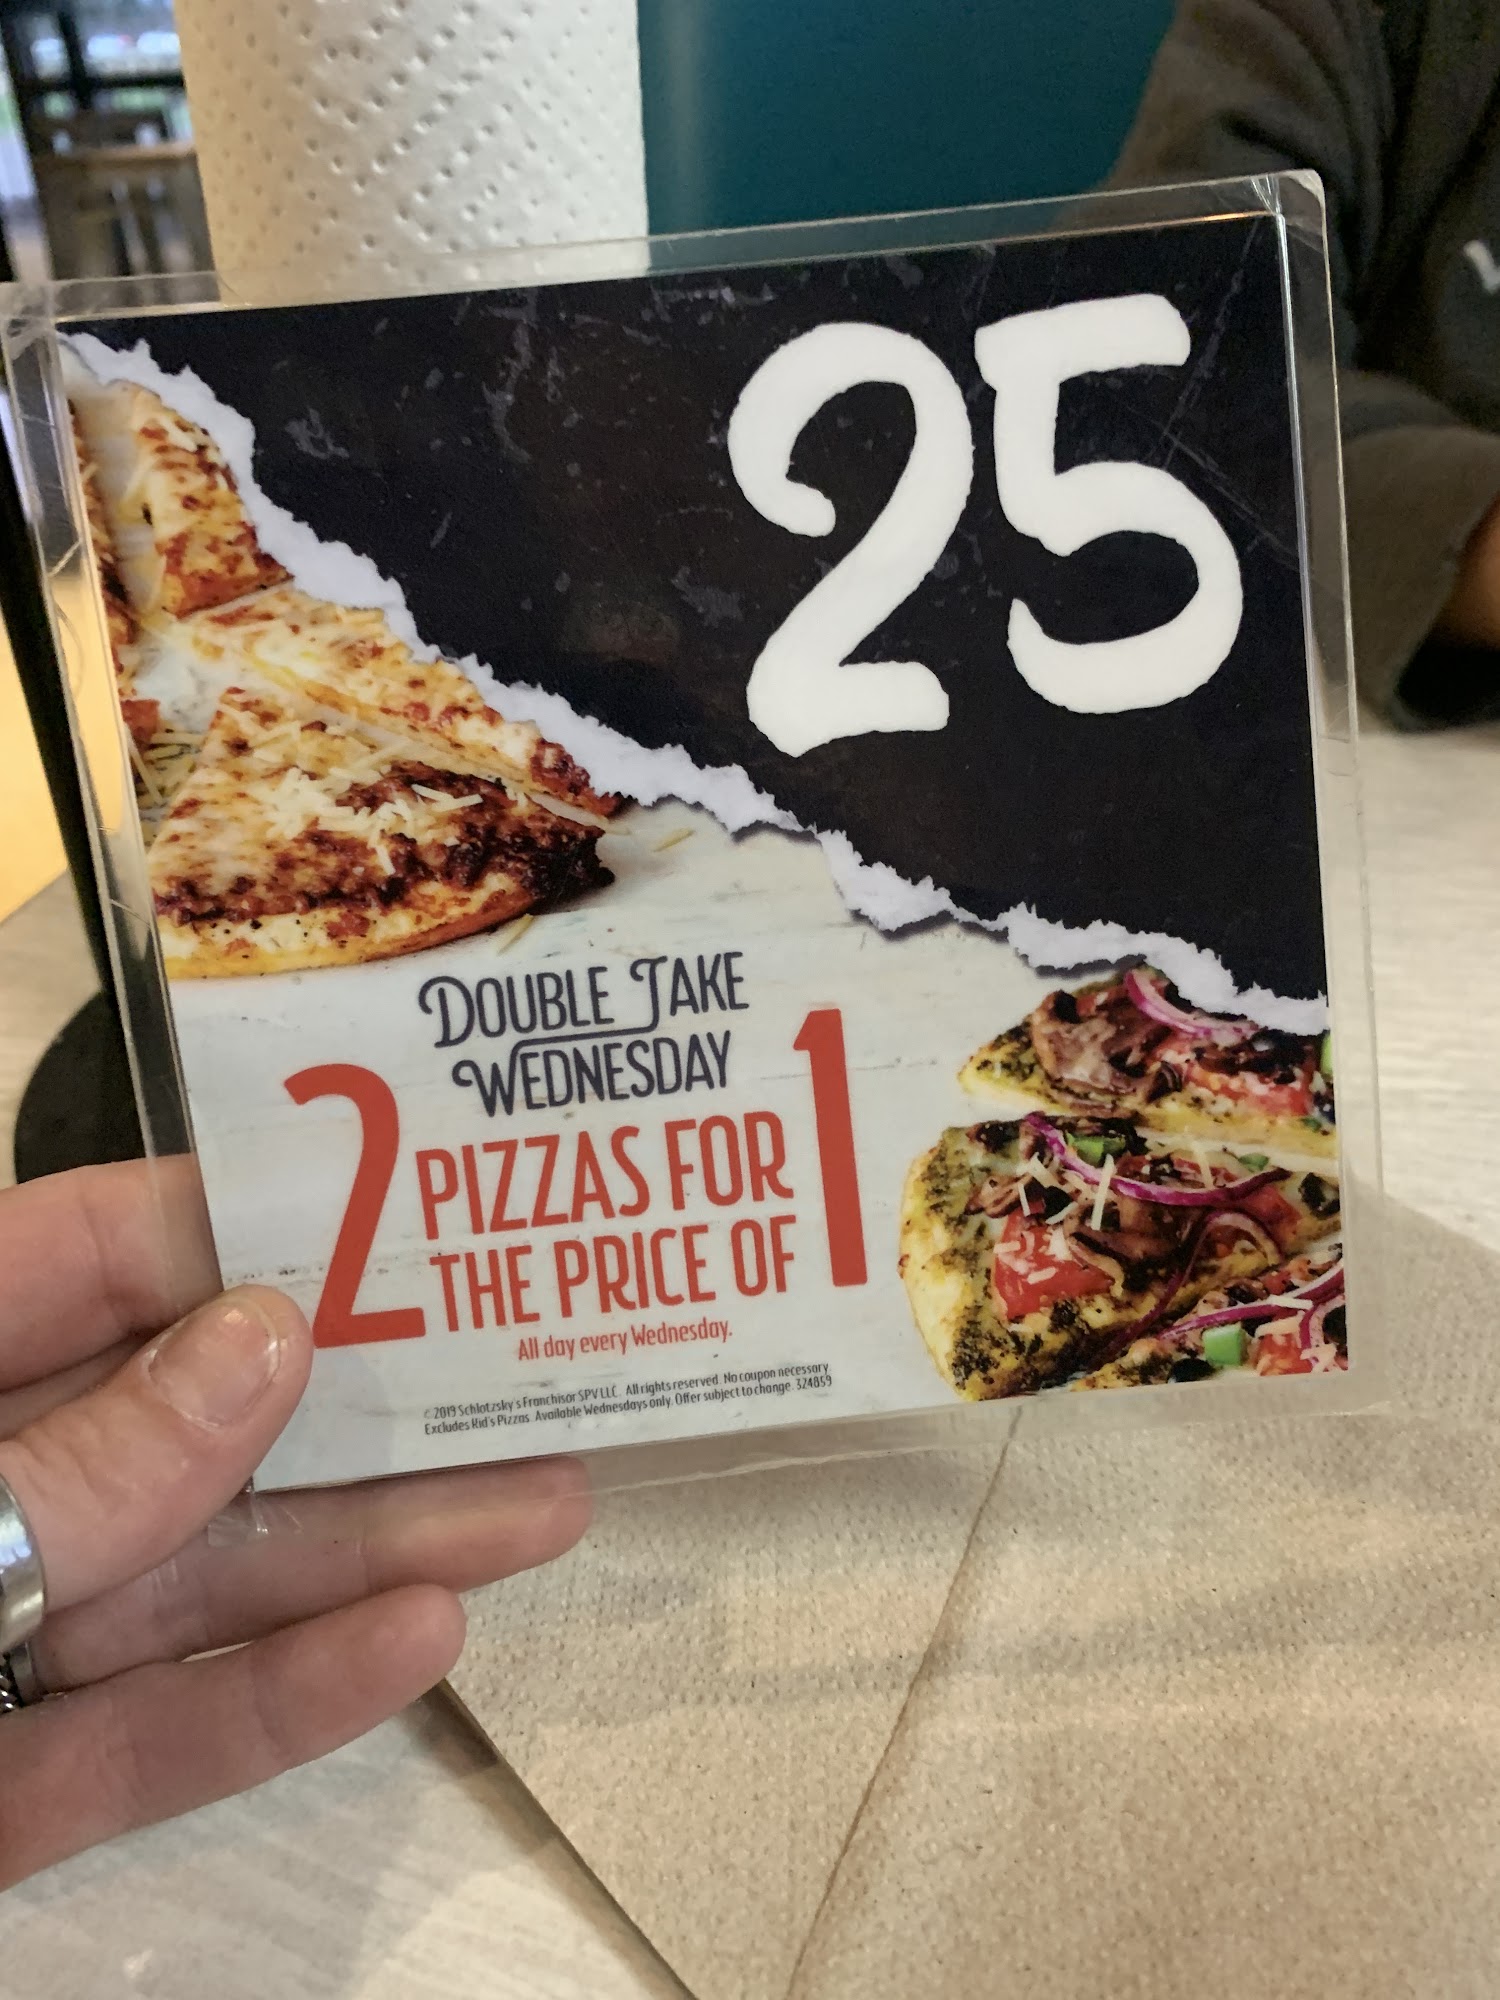 25
DOUBLE TAKE
WEDNESDAY
2 PIZZAS FOR
THE PRICE OF 1
All day every Wednesday.
©2019 Schlotzsky's Franchisor SPV LLC. All rights reserved. No coupon necessary.
Excludes Kid's Pizzas. Available Wednesdays only. Offer subject to change. 324859